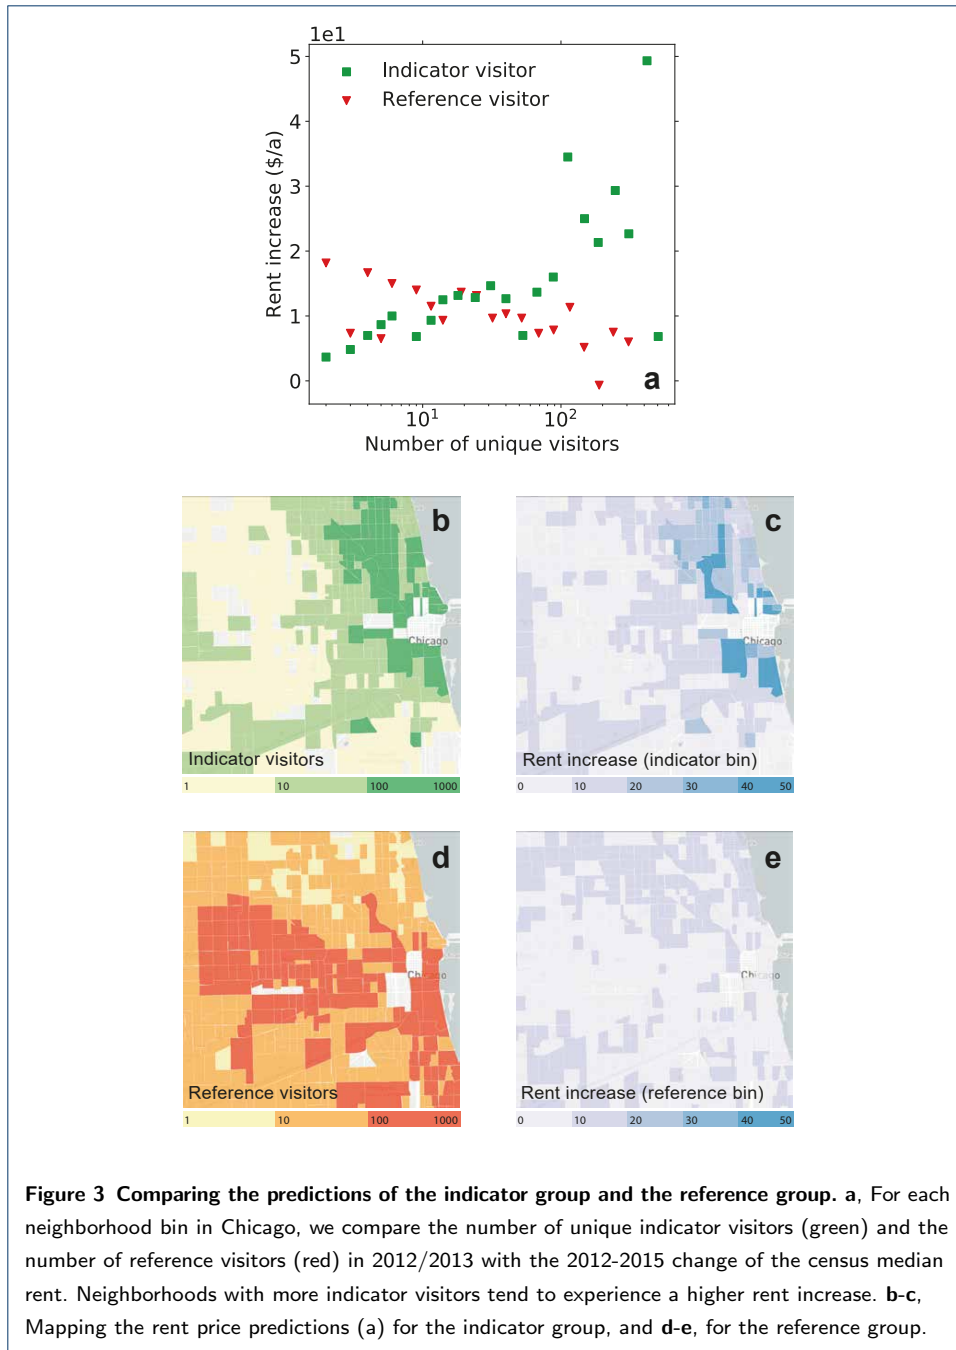 1e1
5
4
3
2
1
0
Rent increase ($/a)
Indicator visitor
Reference visitor
a
10¹
10²
Number of unique visitors
b
Chicago
Indicator visitors
1 10 100 1000
c
Chicago
Rent increase (indicator bin)
0 10 20 30 40 50
d
Chicago
Reference visitors
1 10 100 1000
e
Chicago
Rent increase (reference bin)
0 10 20 30 40 50
Figure 3 Comparing the predictions of the indicator group and the reference group. a, For each
neighborhood bin in Chicago, we compare the number of unique indicator visitors (green) and the
number of reference visitors (red) in 2012/2013 with the 2012-2015 change of the census median
rent. Neighborhoods with more indicator visitors tend to experience a higher rent increase. b-c,
Mapping the rent price predictions (a) for the indicator group, and d-e, for the reference group.